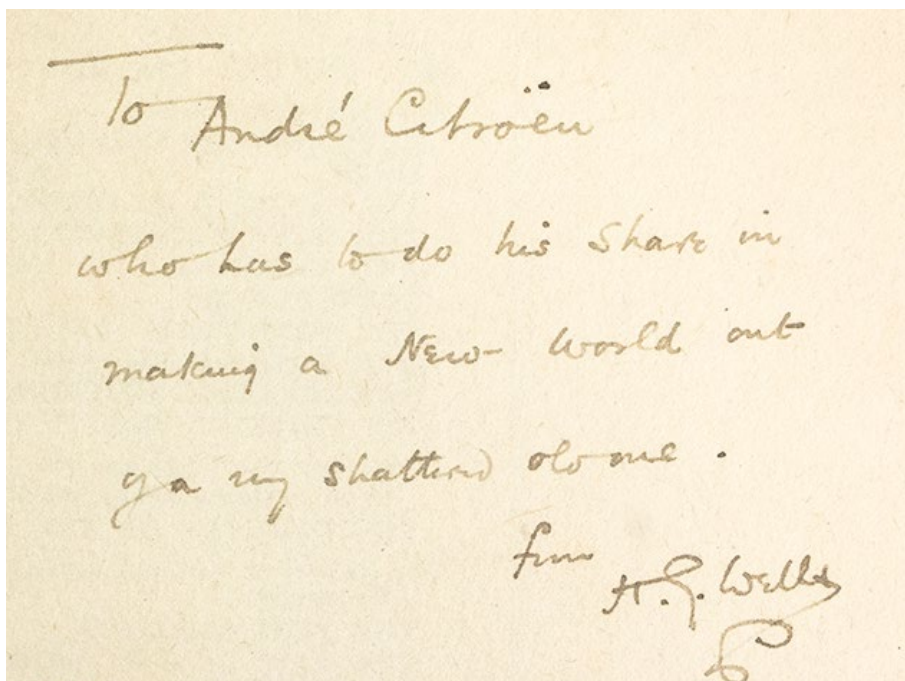 To André Citroën
who has to do his share in
making a New World out
of a very shattered old one.
from H. G. Wells